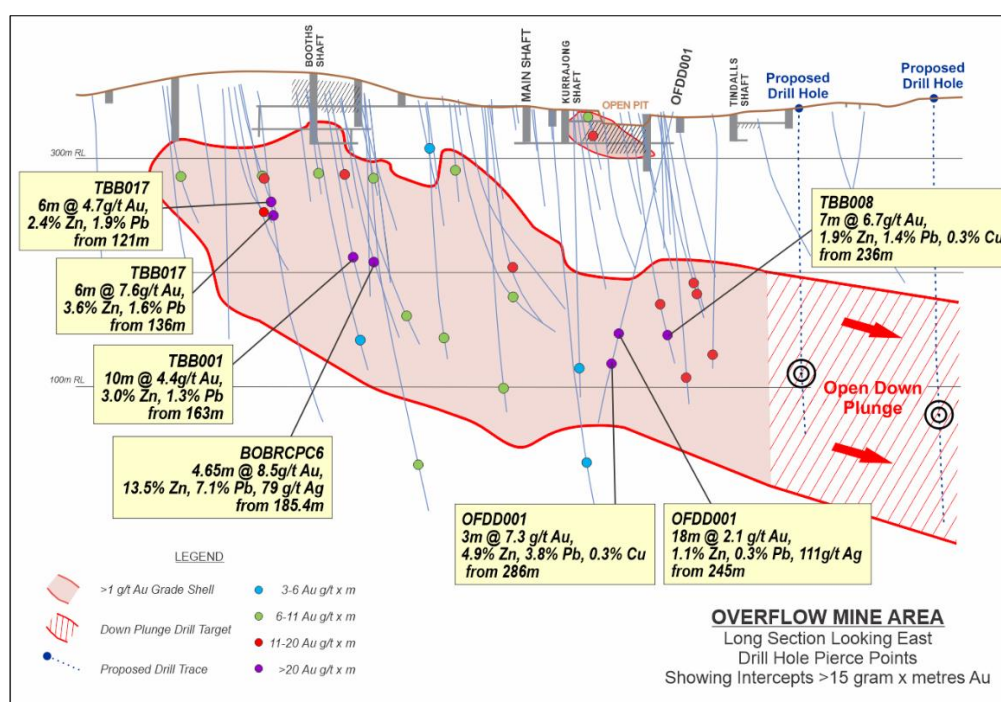 BOOTHS
SHAFT
MAIN SHAFT
KURRAJONG
SHAFT
OPEN PIT
OFDD001
TINDALLS
SHAFT
Proposed
Drill Hole
Proposed
Drill Hole
300m RL
100m RL
TBB017
6m @ 4.7g/t Au,
2.4% Zn, 1.9% Pb
from 121m
TBB017
6m @ 7.6g/t Au,
3.6% Zn, 1.6% Pb
from 136m
TBB001
10m @ 4.4g/t Au,
3.0% Zn, 1.3% Pb
from 163m
BOBRCPC6
4.65m @ 8.5g/t Au,
13.5% Zn, 7.1% Pb, 79 g/t Ag
from 185.4m
TBB008
7m @ 6.7g/t Au,
1.9% Zn, 1.4% Pb, 0.3% Cu
from 236m
Open Down
Plunge
OFDD001
3m @ 7.3 g/t Au,
4.9% Zn, 3.8% Pb, 0.3% Cu
from 286m
OFDD001
18m @ 2.1 g/t Au,
1.1% Zn, 0.3% Pb, 111g/t Ag
from 245m
LEGEND
>1 g/t Au Grade Shell
Down Plunge Drill Target
Proposed Drill Trace
3-6 Au g/t x m
6-11 Au g/t x m
11-20 Au g/t x m
>20 Au g/t x m
OVERFLOW MINE AREA
Long Section Looking East
Drill Hole Pierce Points
Showing Intercepts >15 gram x metres Au